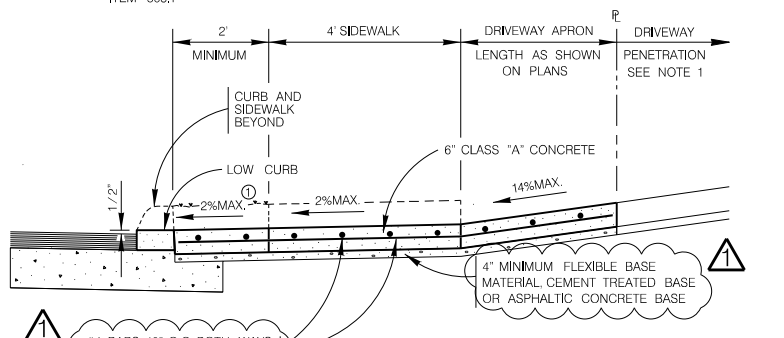 2'
4' SIDEWALK
DRIVEWAY APRON
PL
DRIVEWAY
MINIMUM
LENGTH AS SHOWN
ON PLANS
PENETRATION
SEE NOTE 1
CURB AND
SIDEWALK
BEYOND
6" CLASS "A" CONCRETE
LOW CURB
1/2"
1
2%MAX.
2%MAX.
14%MAX.
4" MINIMUM FLEXIBLE BASE
MATERIAL, CEMENT TREATED BASE
OR ASPHALTIC CONCRETE BASE
1
1